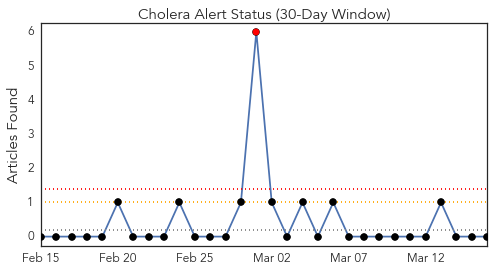 Cholera Alert Status (30-Day Window)
Articles Found
6
5
4
3
2
1
0
Feb 15 Feb 20 Feb 25 Mar 02 Mar 07 Mar 12